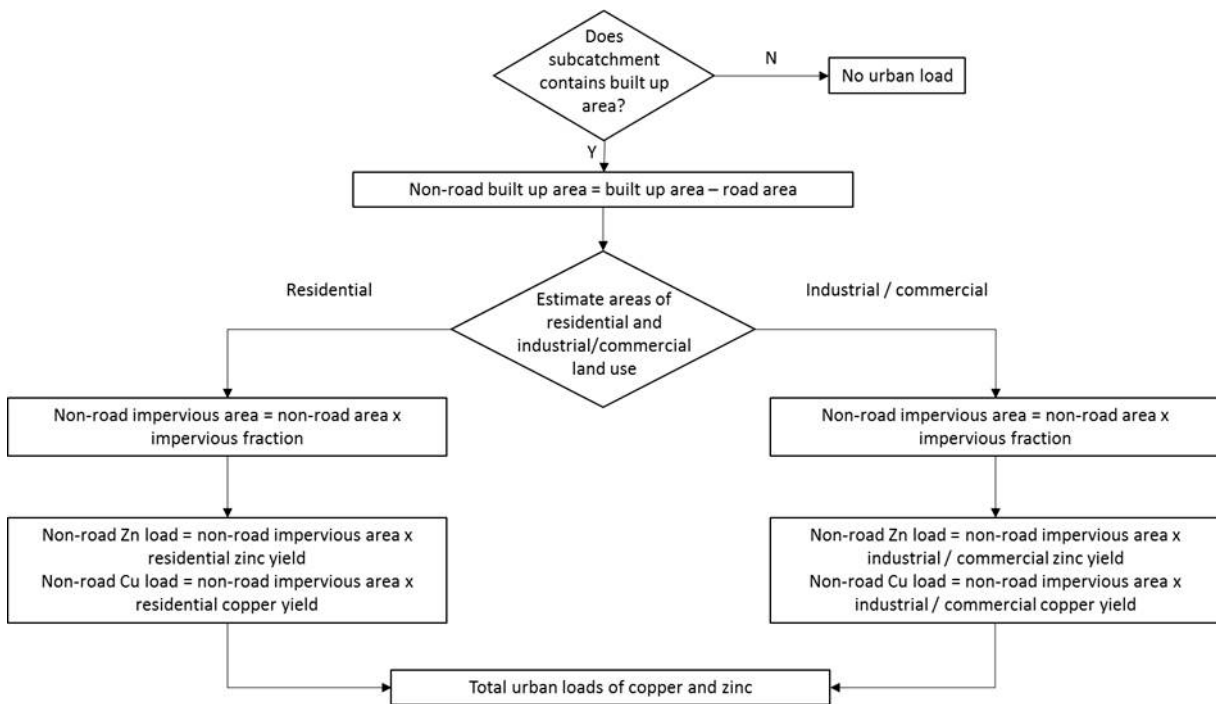 Does
subcatchment
contains built up
area?
N
No urban load
Y
Non-road built up area = built up area – road area
Residential
Industrial / commercial
Estimate areas of
residential and
industrial/commercial
land use
Non-road impervious area = non-road area x
impervious fraction
Non-road impervious area = non-road area x
impervious fraction
Non-road Zn load = non-road impervious area x
residential zinc yield
Non-road Cu load = non-road impervious area x
residential copper yield
Non-road Zn load = non-road impervious area x
industrial / commercial zinc yield
Non-road Cu load = non-road impervious area x
industrial / commercial copper yield
Total urban loads of copper and zinc